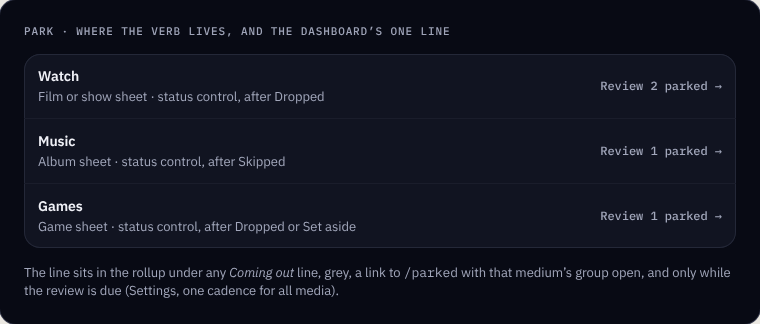 PARK · WHERE THE VERB LIVES, AND THE DASHBOARD’S ONE LINE
Watch
Film or show sheet · status control, after Dropped
Review 2 parked →
Music
Album sheet · status control, after Skipped
Review 1 parked →
Games
Game sheet · status control, after Dropped or Set aside
Review 1 parked →
The line sits in the rollup under any Coming out line, grey, a link to /parked with that medium’s group open, and only while
the review is due (Settings, one cadence for all media).